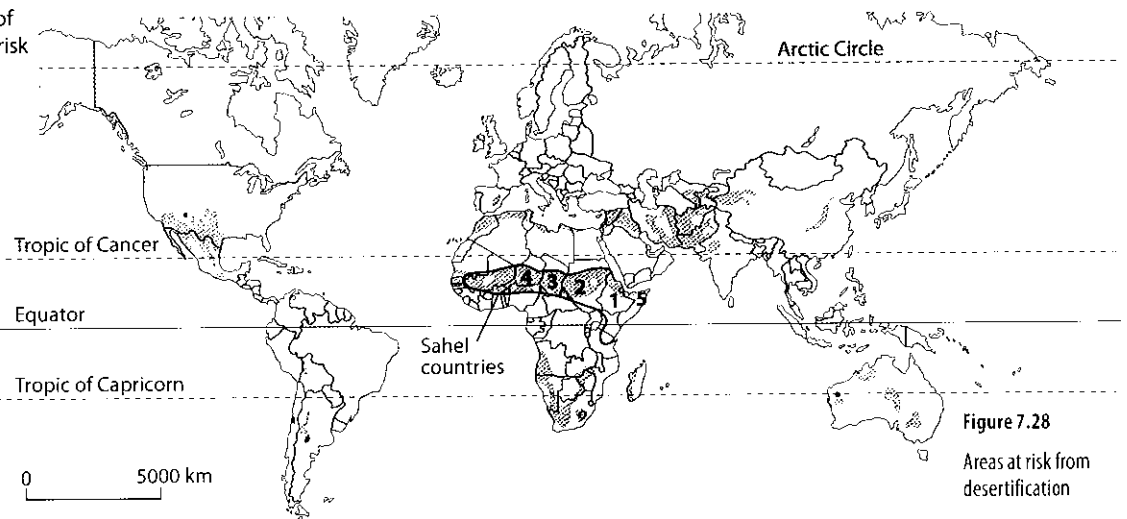 of
risk
Arctic Circle
Tropic of Cancer
4 3 2 1 5
Equator
Sahel
countries
Tropic of Capricorn
Figure 7.28
Areas at risk from
desertification
0 5000 km